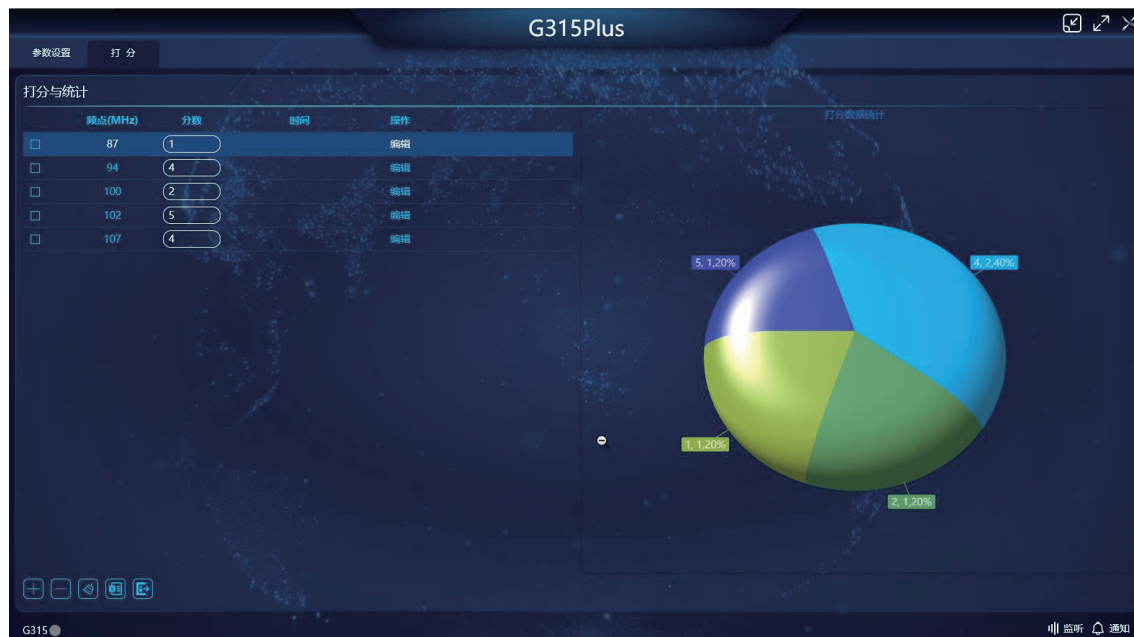 G315Plus
参数设置 打 分
打分与统计
频点(MHz) 分数 时间 操作
87 1 编辑
94 4 编辑
100 2 编辑
102 5 编辑
107 4 编辑
打分数据统计
5, 1,20%
4, 2,40%
1, 1,20%
2, 1,20%
G315
监听 通知